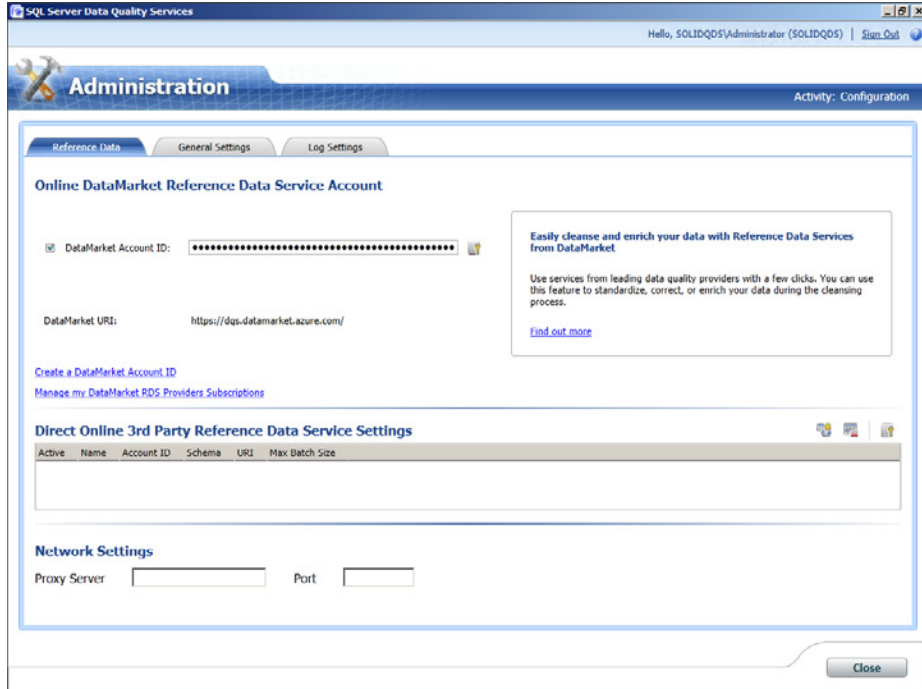 SQL Server Data Quality Services
Hello, SOLIDQDS\Administrator (SOLIDQDS) | Sign Out
Administration
Activity: Configuration
Reference Data General Settings Log Settings
Online DataMarket Reference Data Service Account
DataMarket Account ID:
Easily cleanse and enrich your data with Reference Data Services
from DataMarket
Use services from leading data quality providers with a few clicks. You can use
this feature to standardize, correct, or enrich your data during the cleansing
process.
Find out more
DataMarket URI: https://dqs.datamarket.azure.com/
Create a DataMarket Account ID
Manage my DataMarket RDS Providers Subscriptions
Direct Online 3rd Party Reference Data Service Settings
Active Name Account ID Schema URI Max Batch Size
Network Settings
Proxy Server Port
Close